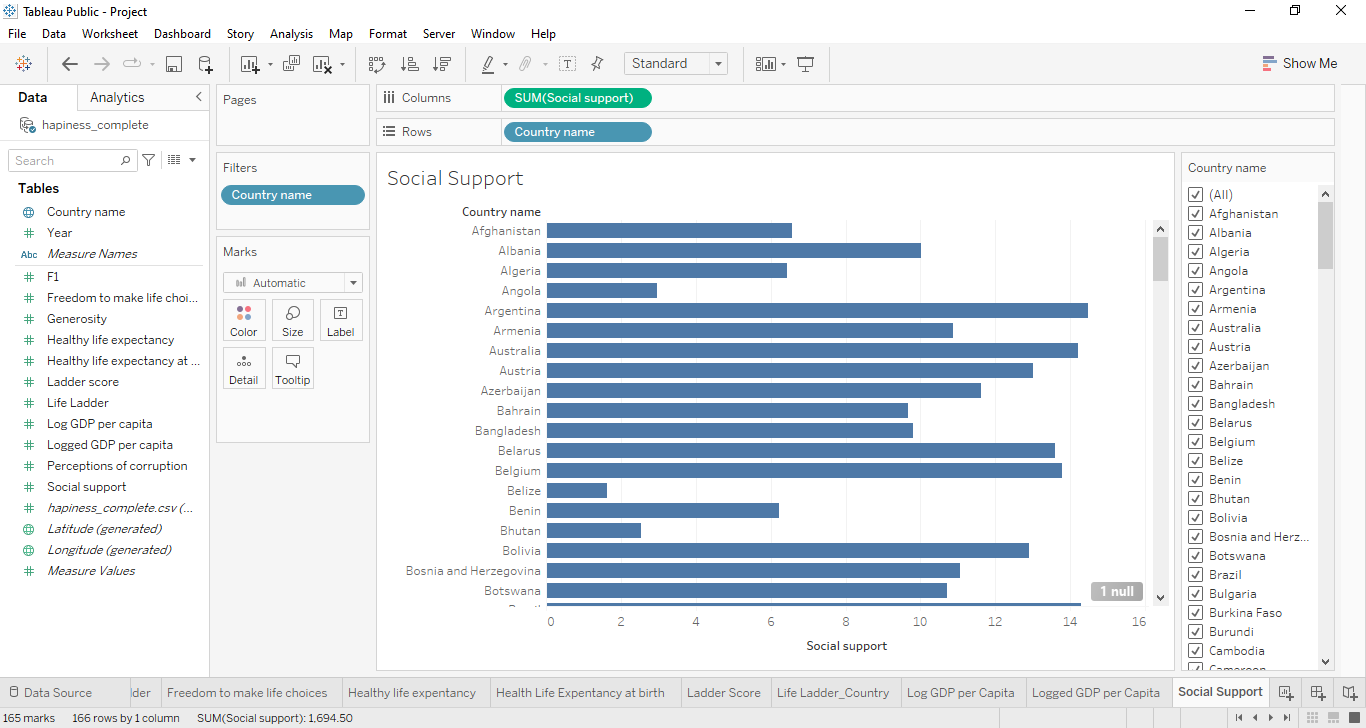 Tableau Public - Project
File Data Worksheet Dashboard Story Analysis Map Format Server Window Help
Standard
Show Me
Data Analytics
hapiness_complete
Search
Tables
Country name
Year
Abc Measure Names
F1
Freedom to make life choi...
Generosity
Healthy life expectancy
Healthy life expectancy at ...
Ladder score
Life Ladder
Log GDP per capita
Logged GDP per capita
Perceptions of corruption
Social support
hapiness_complete.csv (...
Latitude (generated)
Longitude (generated)
Measure Values
Pages
Filters
Country name
Marks
Automatic
Color Size Label
Detail Tooltip
Columns SUM(Social support)
Rows Country name
Social Support
Country name
Afghanistan
Albania
Algeria
Angola
Argentina
Armenia
Australia
Austria
Azerbaijan
Bahrain
Bangladesh
Belarus
Belgium
Belize
Benin
Bhutan
Bolivia
Bosnia and Herzegovina
Botswana
1 null
0 2 4 6 8 10 12 14 16
Social support
Country name
(All)
Afghanistan
Albania
Algeria
Angola
Argentina
Armenia
Australia
Austria
Azerbaijan
Bahrain
Bangladesh
Belarus
Belgium
Belize
Benin
Bhutan
Bolivia
Bosnia and Herz...
Botswana
Brazil
Bulgaria
Burkina Faso
Burundi
Cambodia
Data Source lder Freedom to make life choices Healthy life expentancy Health Life Expentancy at birth Ladder Score Life Ladder_Country Log GDP per Capita Logged GDP per Capita Social Support
165 marks 166 rows by 1 column SUM(Social support): 1,694.50